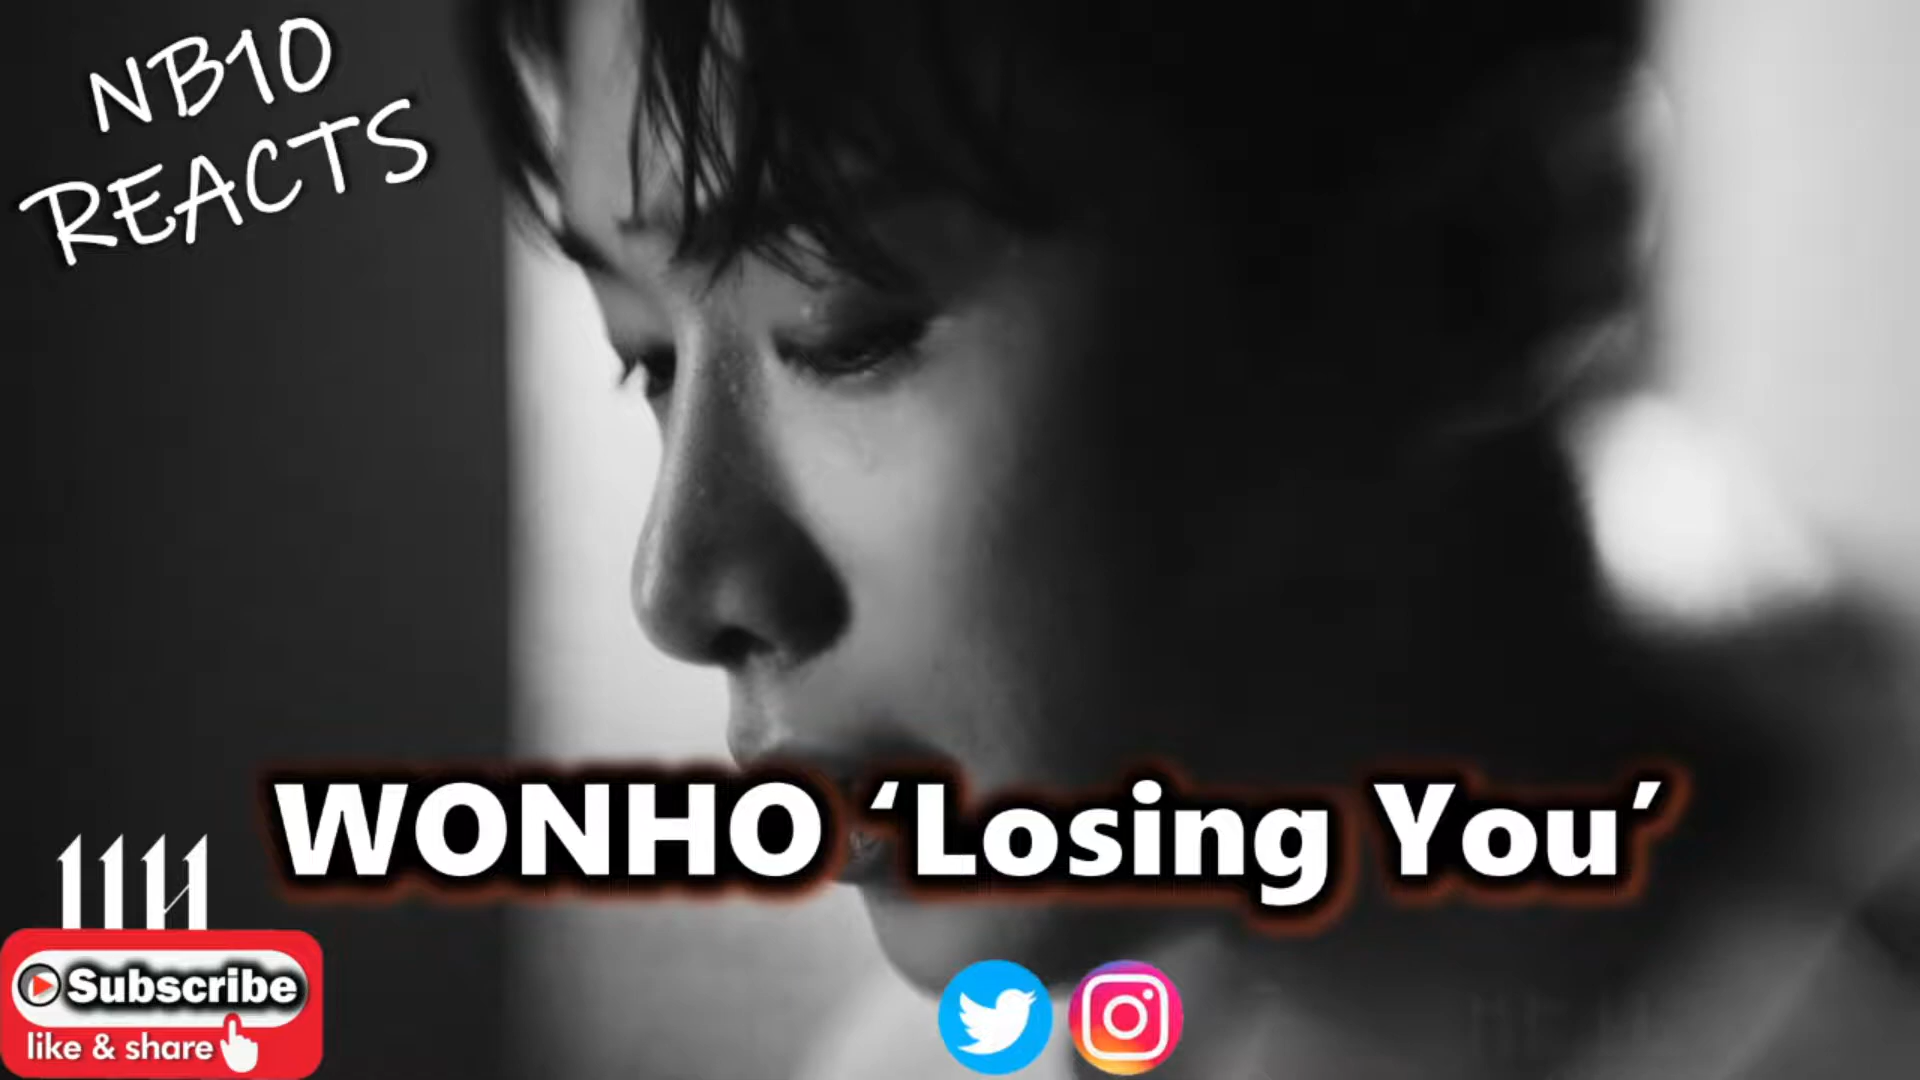 NB10
REACTS
WONHO ‘Losing You’
Subscribe
like & share